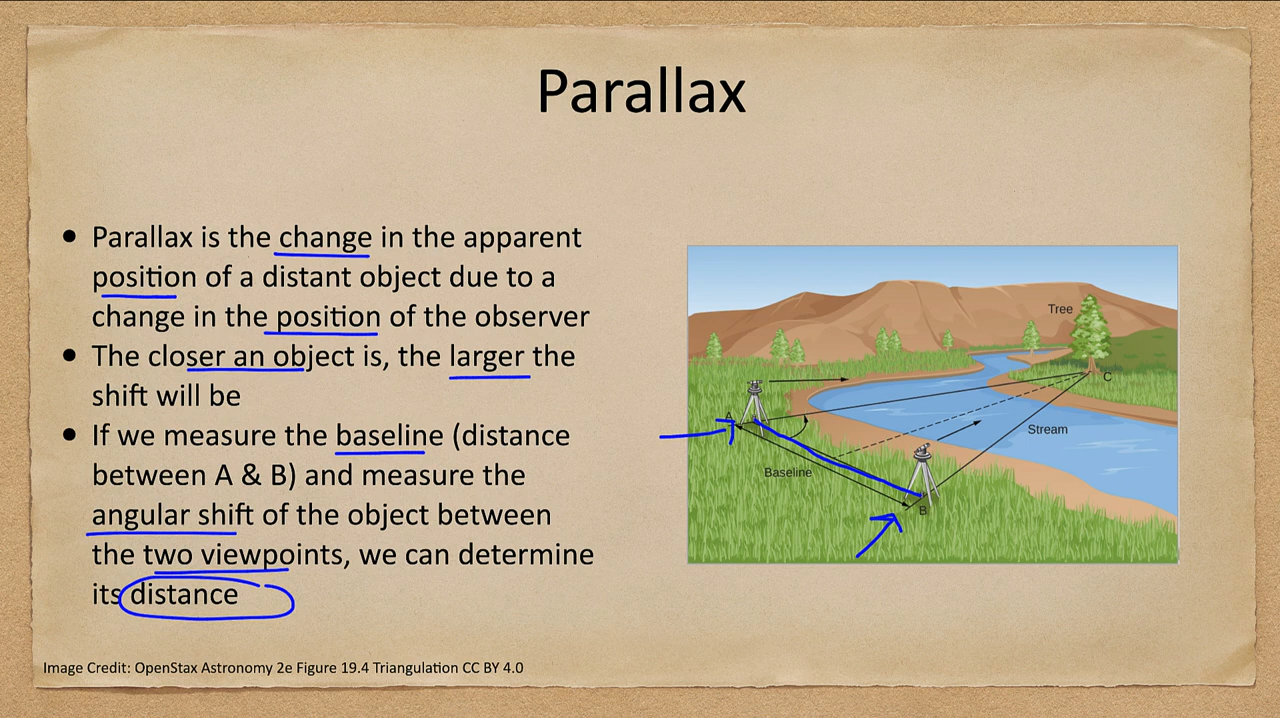 Parallax
• Parallax is the change in the apparent
position of a distant object due to a
change in the position of the observer
• The closer an object is, the larger the
shift will be
• If we measure the baseline (distance
between A & B) and measure the
angular shift of the object between
the two viewpoints, we can determine
its distance
Tree
C
A
Stream
Baseline
B
Image Credit: OpenStax Astronomy 2e Figure 19.4 Triangulation CC BY 4.0